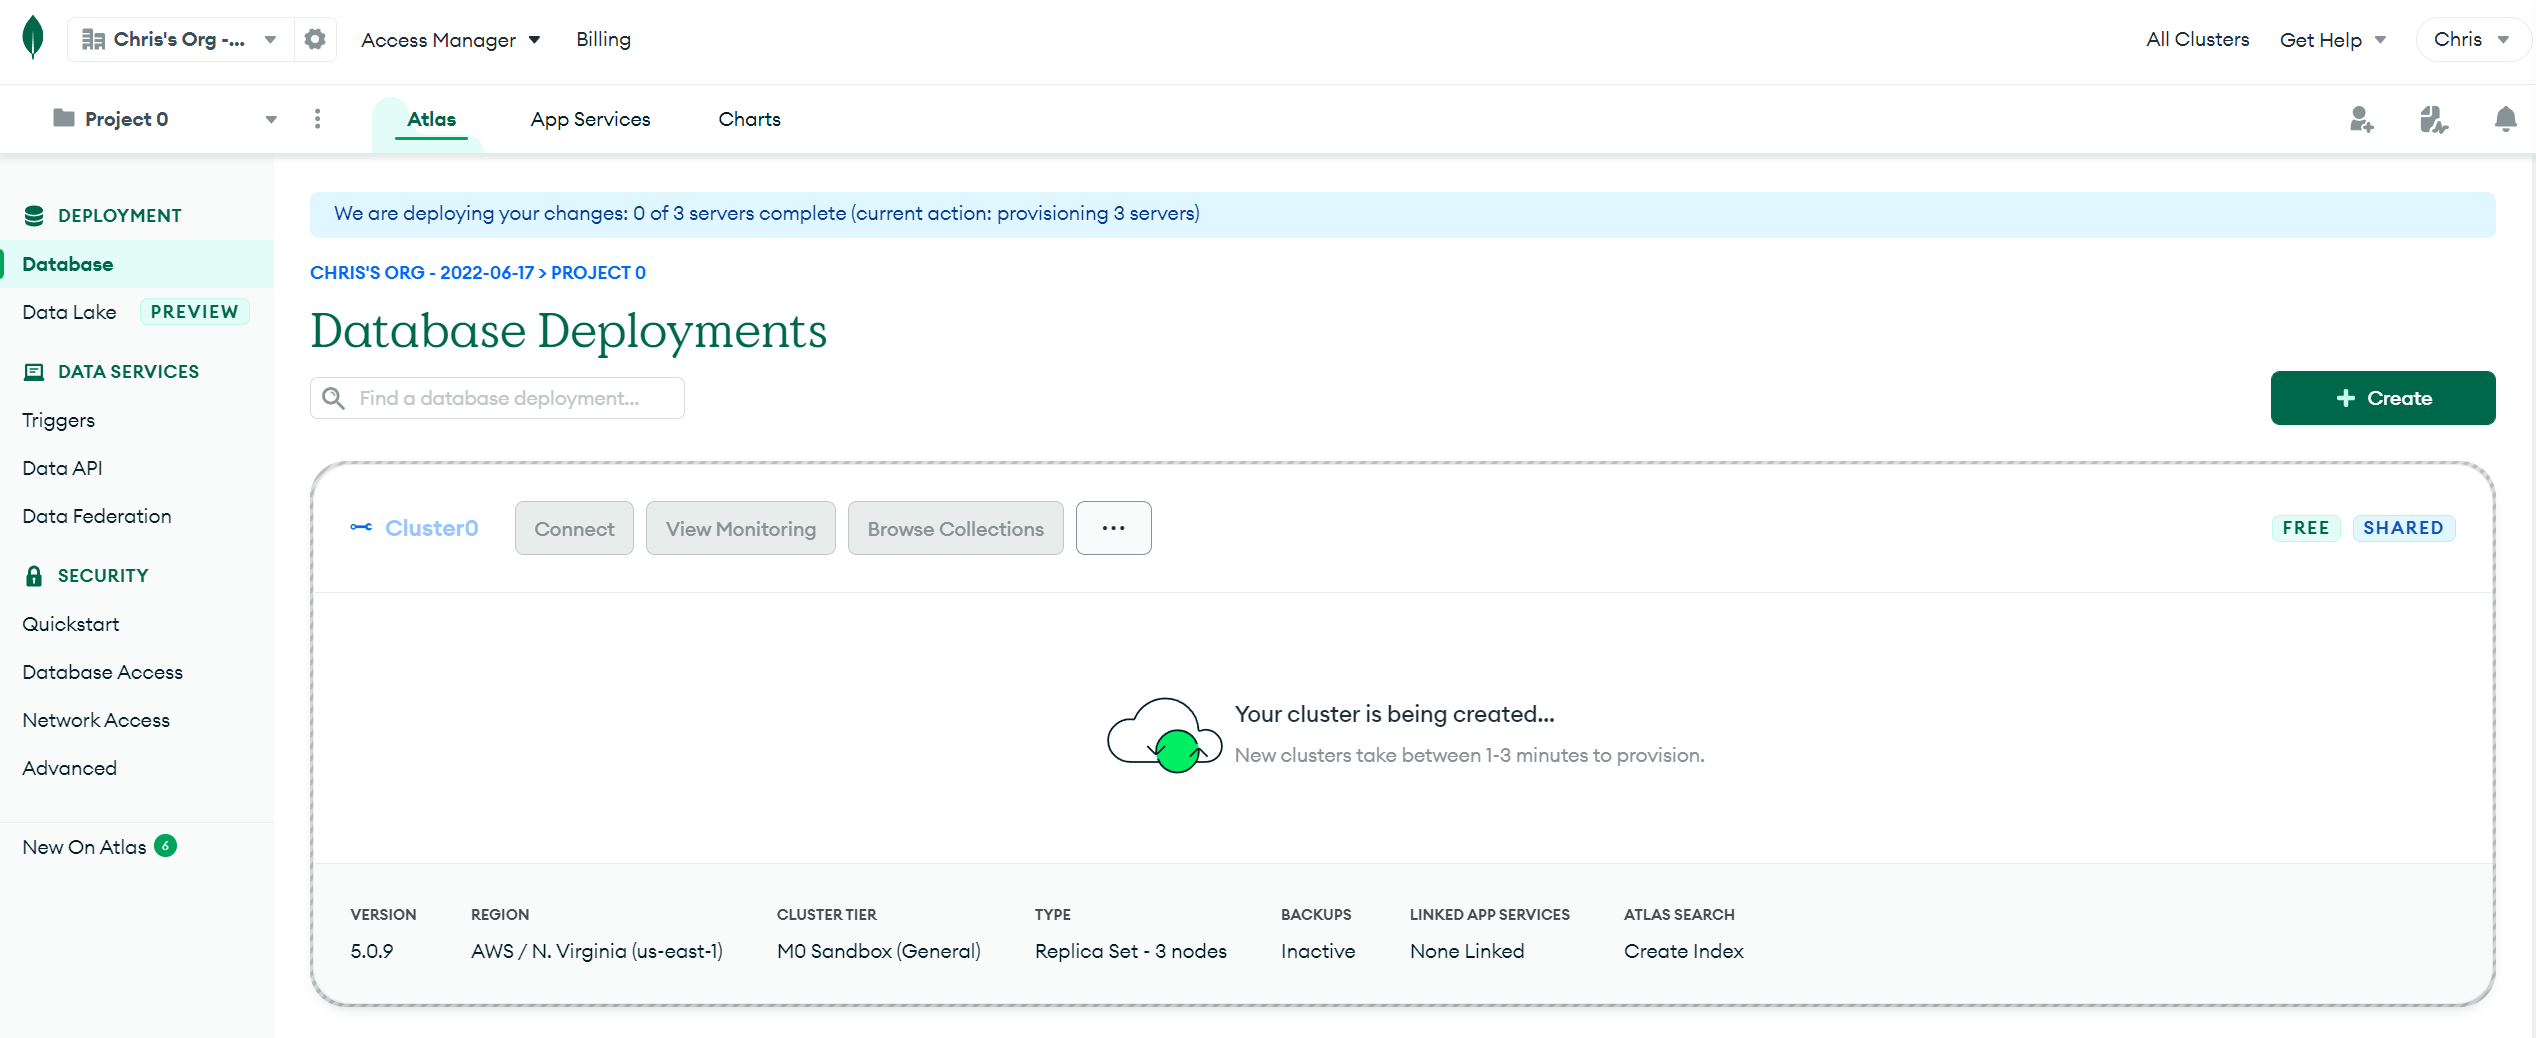 Chris's Org -... Access Manager Billing All Clusters Get Help Chris
Project 0 Atlas App Services Charts
DEPLOYMENT
Database
Data Lake PREVIEW
DATA SERVICES
Triggers
Data API
Data Federation
SECURITY
Quickstart
Database Access
Network Access
Advanced
New On Atlas 6
We are deploying your changes: 0 of 3 servers complete (current action: provisioning 3 servers)
CHRIS'S ORG - 2022-06-17 > PROJECT 0
Database Deployments
Find a database deployment...
+ Create
Cluster0 Connect View Monitoring Browse Collections ... FREE SHARED
Your cluster is being created...
New clusters take between 1-3 minutes to provision.
VERSION REGION CLUSTER TIER TYPE BACKUPS LINKED APP SERVICES ATLAS SEARCH
5.0.9 AWS / N. Virginia (us-east-1) M0 Sandbox (General) Replica Set - 3 nodes Inactive None Linked Create Index